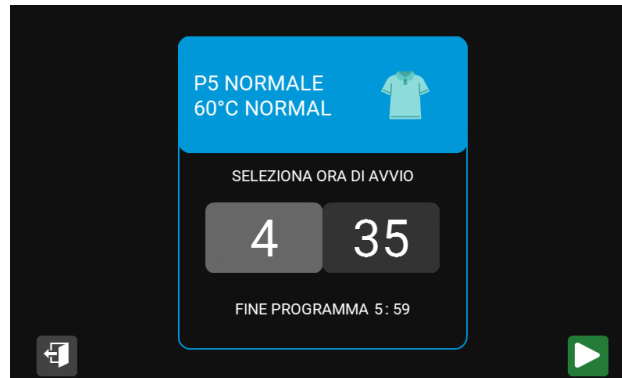 P5 NORMALE
60°C NORMAL
SELEZIONA ORA DI AVVIO
4 35
FINE PROGRAMMA 5:59